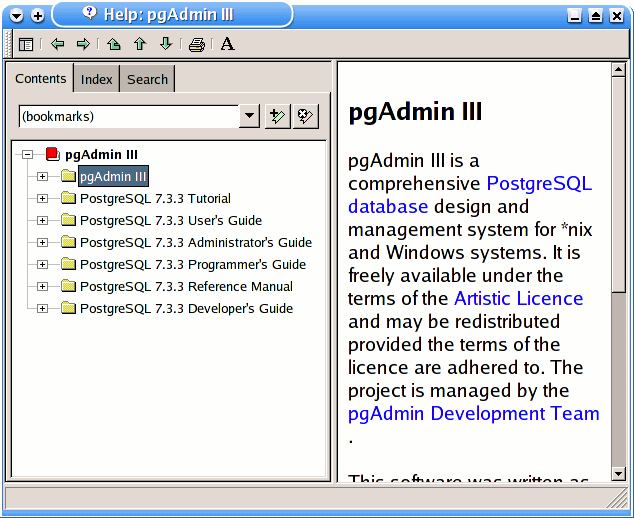 Help: pgAdmin III
A
Contents Index Search
(bookmarks)
pgAdmin III
pgAdmin III
PostgreSQL 7.3.3 Tutorial
PostgreSQL 7.3.3 User's Guide
PostgreSQL 7.3.3 Administrator's Guide
PostgreSQL 7.3.3 Programmer's Guide
PostgreSQL 7.3.3 Reference Manual
PostgreSQL 7.3.3 Developer's Guide
pgAdmin III
pgAdmin III is a
comprehensive PostgreSQL
database design and
management system for *nix
and Windows systems. It is
freely available under the
terms of the Artistic Licence
and may be redistributed
provided the terms of the
licence are adhered to. The
project is managed by the
pgAdmin Development Team
.
This software was written as